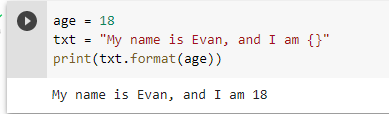 age = 18
txt = "My name is Evan, and I am {}"
print(txt.format(age))
My name is Evan, and I am 18